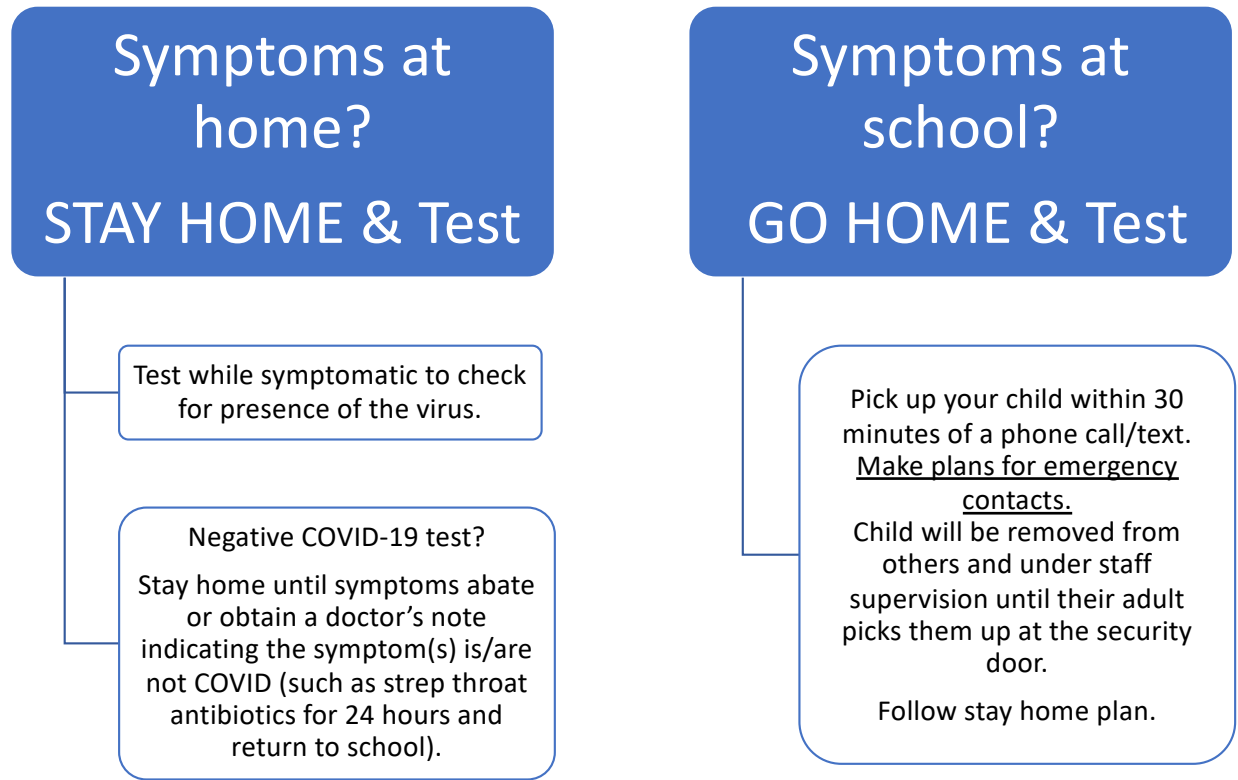 Symptoms at
home?
STAY HOME & Test
Test while symptomatic to check
for presence of the virus.
Negative COVID-19 test?
Stay home until symptoms abate
or obtain a doctor’s note
indicating the symptom(s) is/are
not COVID (such as strep throat
antibiotics for 24 hours and
return to school).
Symptoms at
school?
GO HOME & Test
Pick up your child within 30
minutes of a phone call/text.
Make plans for emergency
contacts.
Child will be removed from
others and under staff
supervision until their adult
picks them up at the security
door.
Follow stay home plan.